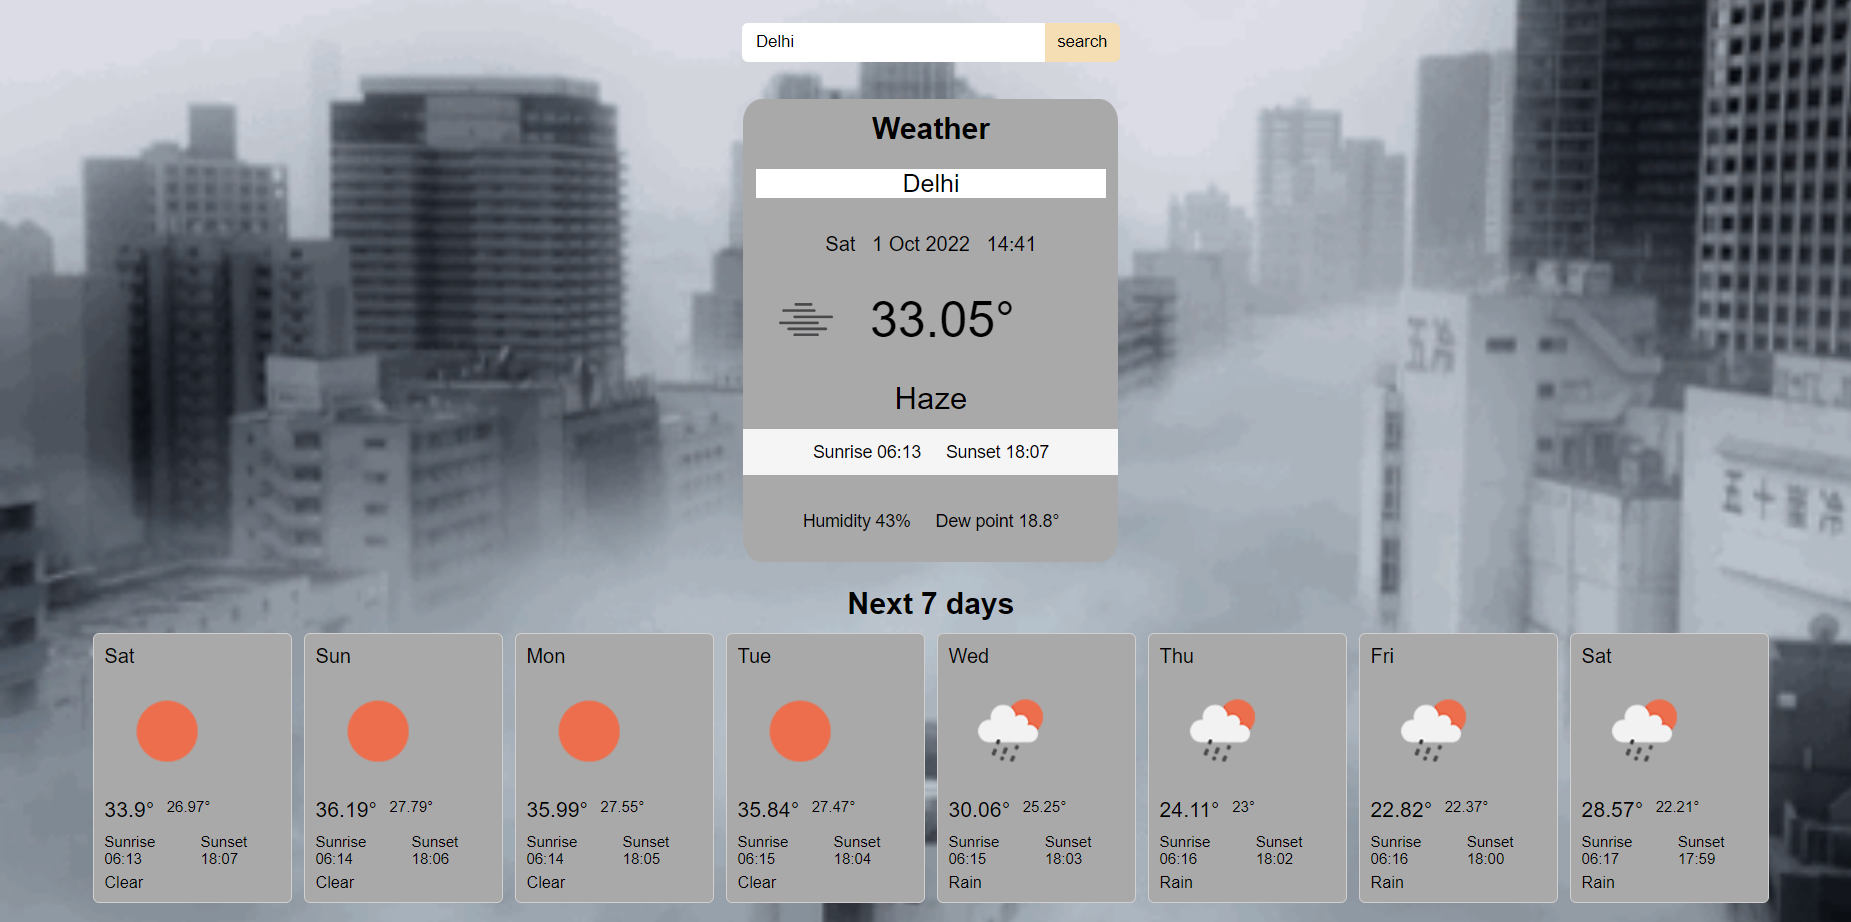 Delhi search
Weather
Delhi
Sat 1 Oct 2022 14:41
33.05°
Haze
Sunrise 06:13 Sunset 18:07
Humidity 43% Dew point 18.8°
Next 7 days
Sat
33.9° 26.97°
Sunrise 06:13 Sunset 18:07
Clear
Sun
36.19° 27.79°
Sunrise 06:14 Sunset 18:06
Clear
Mon
35.99° 27.55°
Sunrise 06:14 Sunset 18:05
Clear
Tue
35.84° 27.47°
Sunrise 06:15 Sunset 18:04
Clear
Wed
30.06° 25.25°
Sunrise 06:15 Sunset 18:03
Rain
Thu
24.11° 23°
Sunrise 06:16 Sunset 18:02
Rain
Fri
22.82° 22.37°
Sunrise 06:16 Sunset 18:00
Rain
Sat
28.57° 22.21°
Sunrise 06:17 Sunset 17:59
Rain